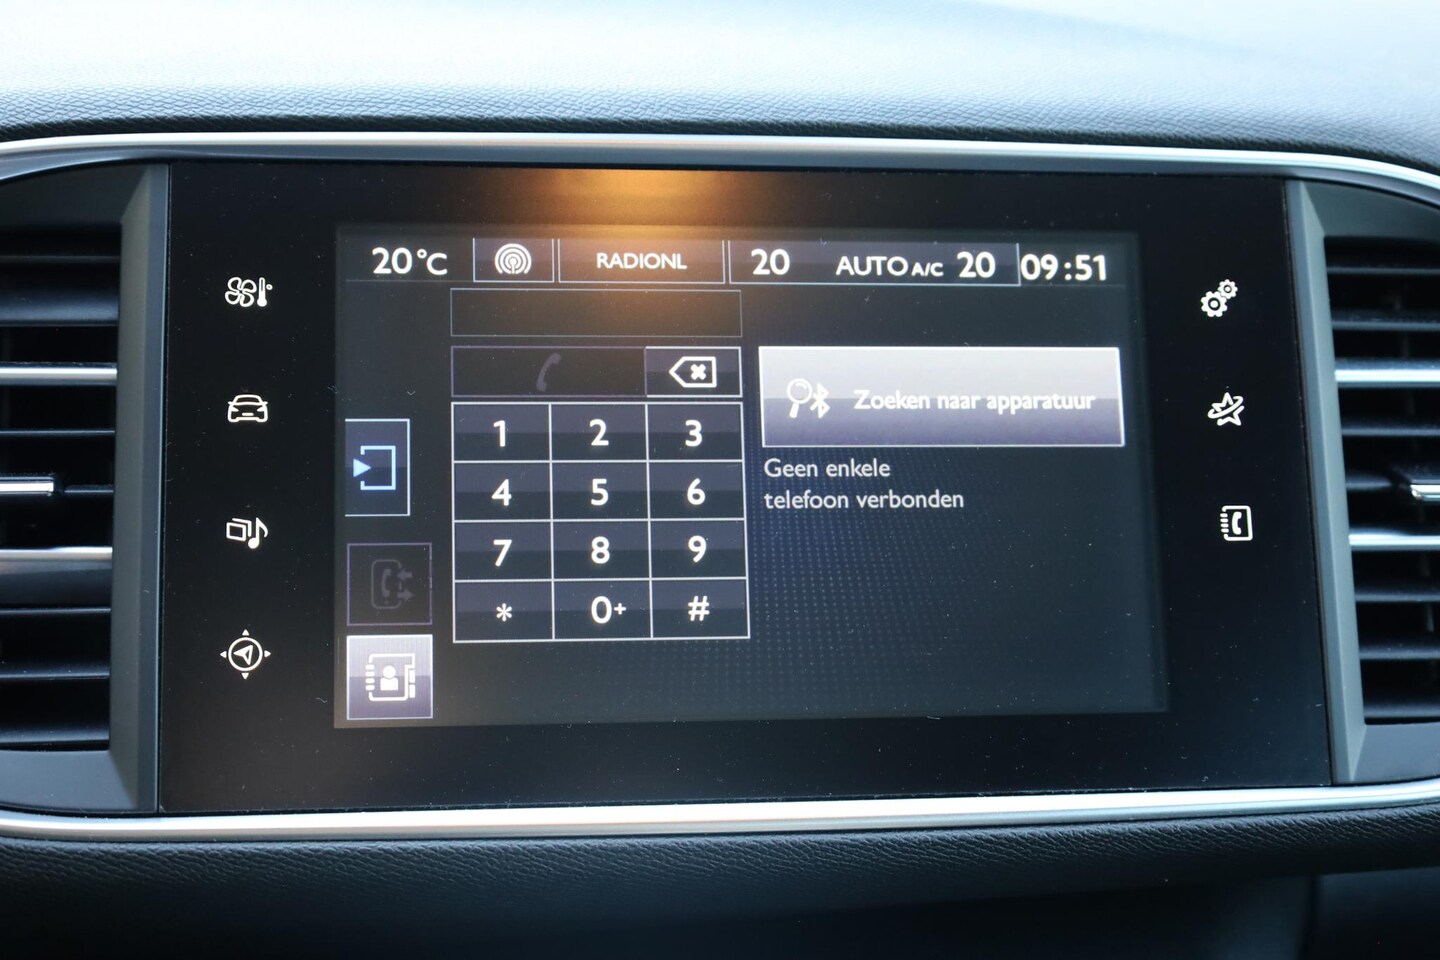 20°C RADIONL 20 AUTO A/C 20 09:51
Zoeken naar apparatuur
Geen enkele
telefoon verbonden
1 2 3
4 5 6
7 8 9
* 0+ #